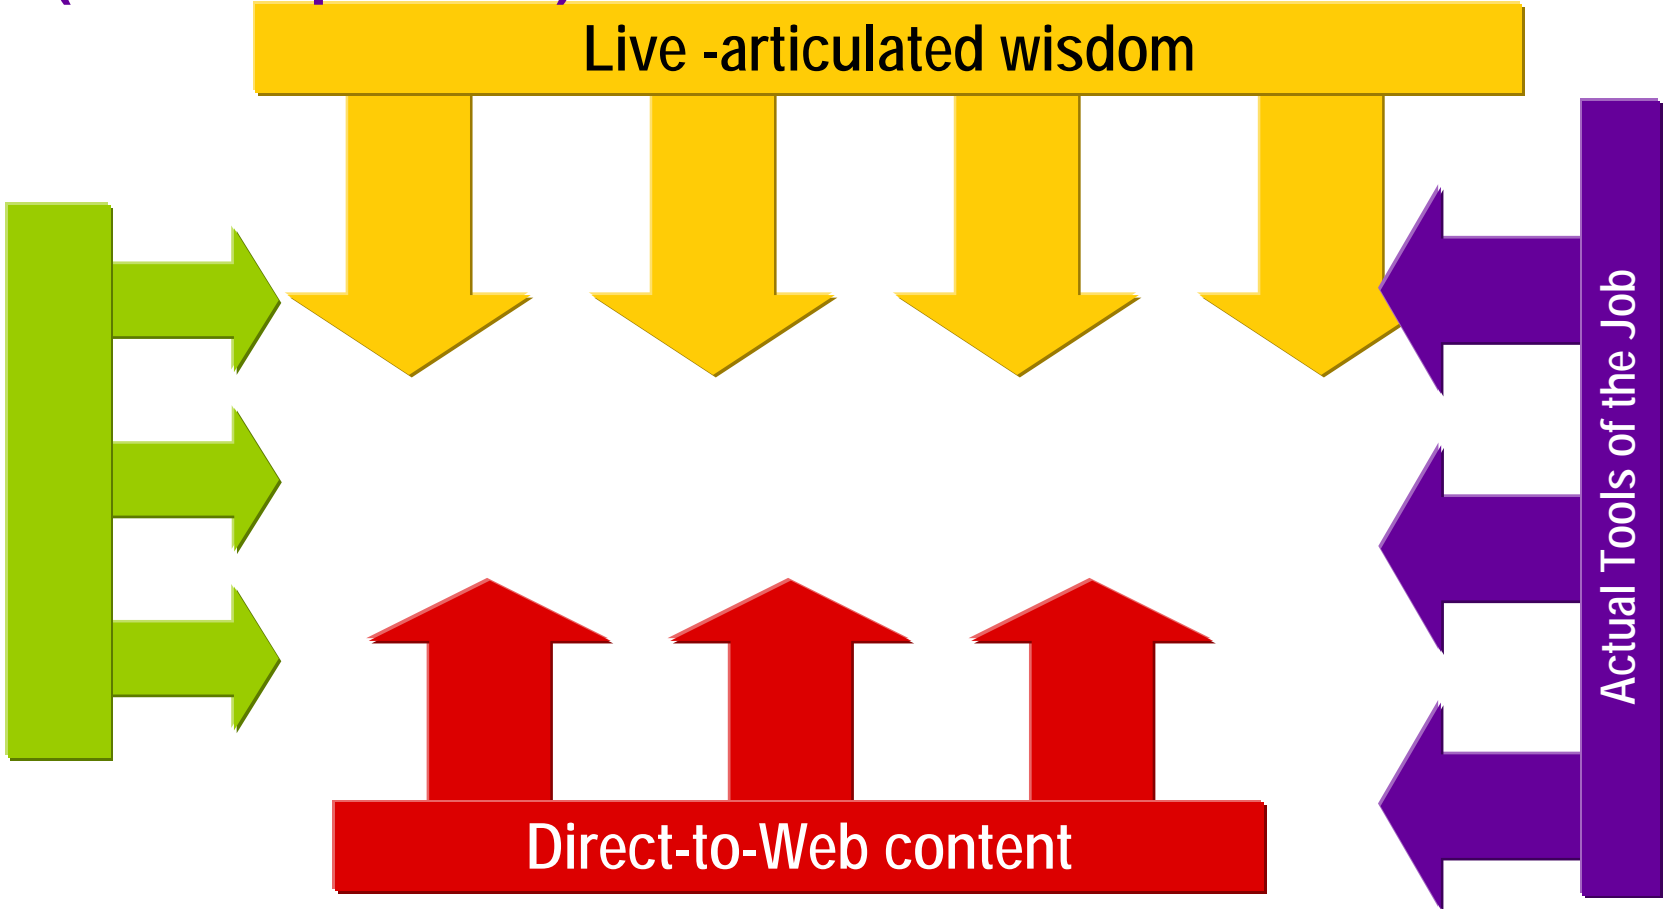 Live -articulated wisdom
Actual Tools of the Job
Direct-to-Web content